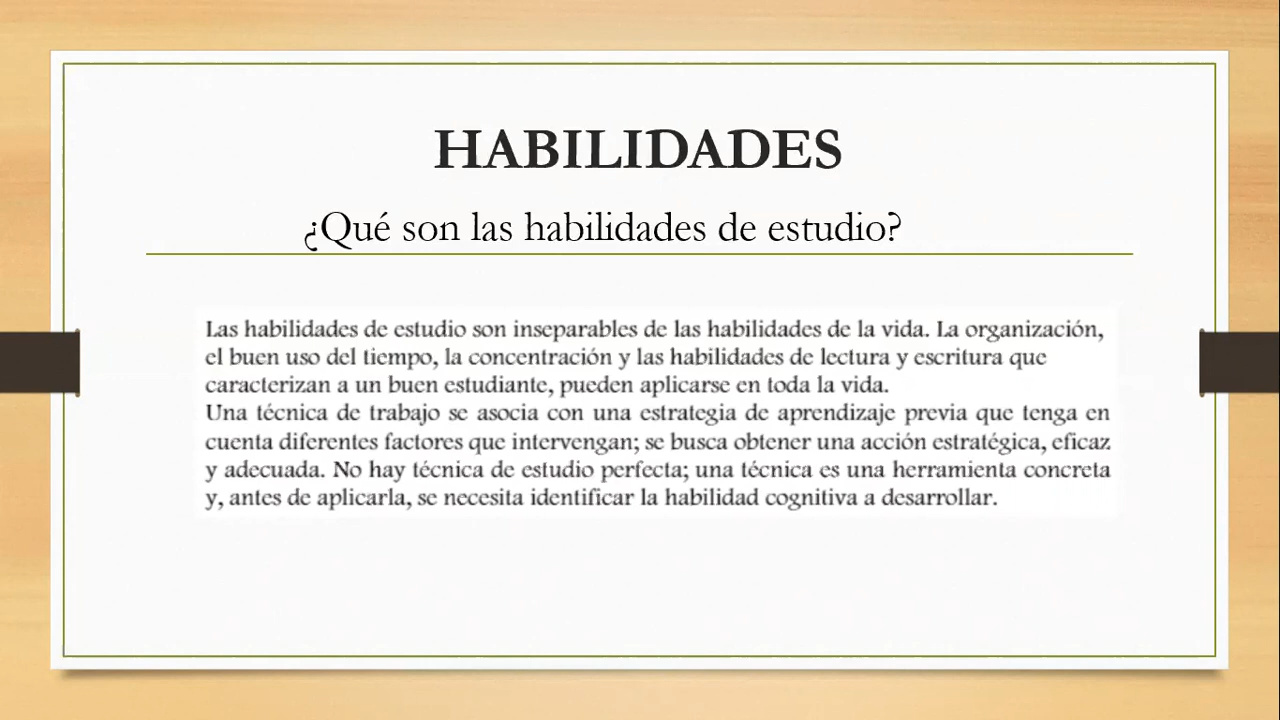 HABILIDADES
¿Qué son las habilidades de estudio?
Las habilidades de estudio son inseparables de las habilidades de la vida. La organización,
el buen uso del tiempo, la concentración y las habilidades de lectura y escritura que
caracterizan a un buen estudiante, pueden aplicarse en toda la vida.
Una técnica de trabajo se asocia con una estrategia de aprendizaje previa que tenga en
cuenta diferentes factores que intervengan; se busca obtener una acción estratégica, eficaz
y adecuada. No hay técnica de estudio perfecta; una técnica es una herramienta concreta
y, antes de aplicarla, se necesita identificar la habilidad cognitiva a desarrollar.